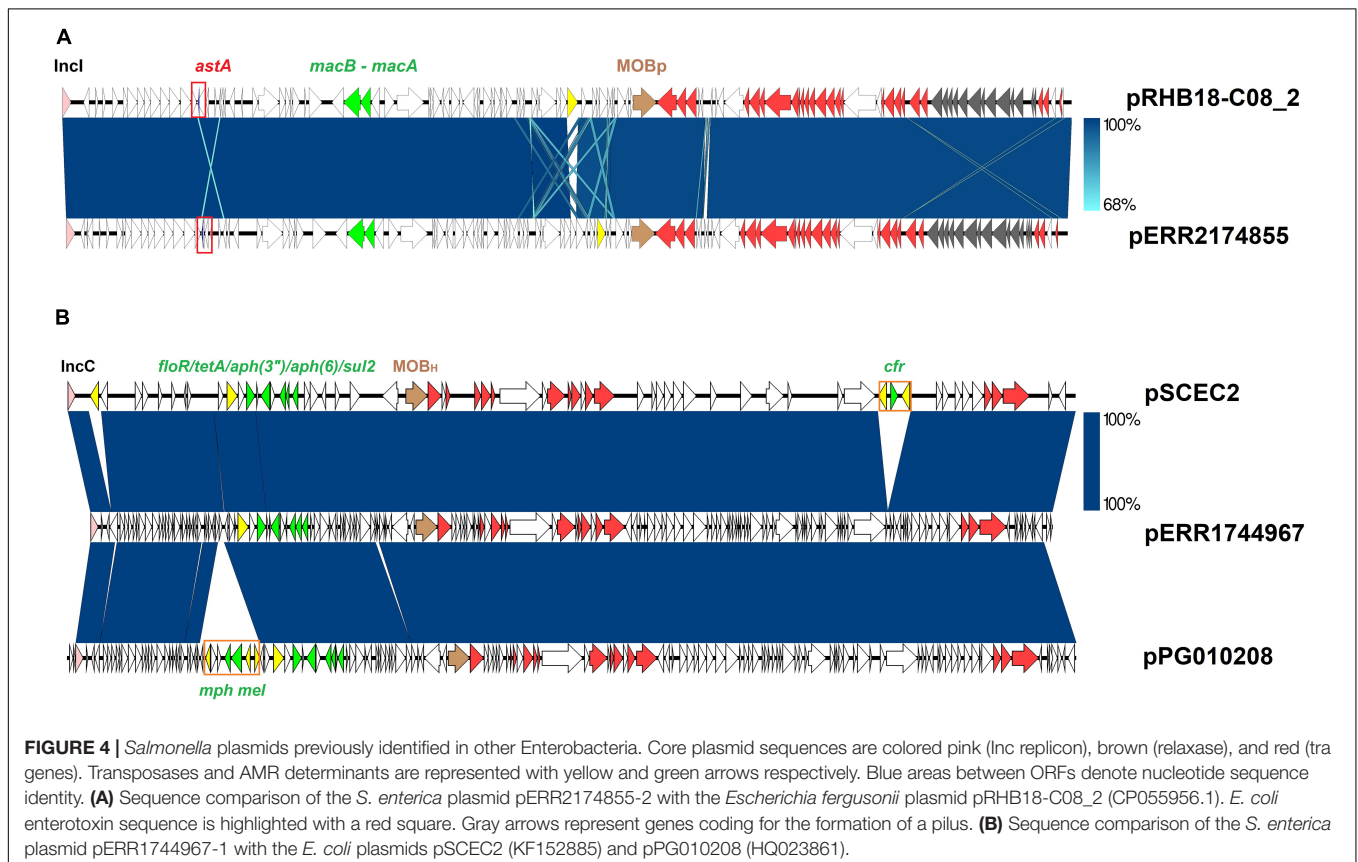 A
IncI astA macB - macA MOBp
pRHB18-C08_2
100%
68%
pERR2174855
B
IncC floR/tetA/aph(3")/aph(6)/sul2 MOBH cfr
pSCEC2
100%
100%
pERR1744967
pPG010208
mph mel
FIGURE 4 | Salmonella plasmids previously identified in other Enterobacteria. Core plasmid sequences are colored pink (Inc replicon), brown (relaxase), and red (tra
genes). Transposases and AMR determinants are represented with yellow and green arrows respectively. Blue areas between ORFs denote nucleotide sequence
identity. (A) Sequence comparison of the S. enterica plasmid pERR2174855-2 with the Escherichia fergusonii plasmid pRHB18-C08_2 (CP055956.1). E. coli
enterotoxin sequence is highlighted with a red square. Gray arrows represent genes coding for the formation of a pilus. (B) Sequence comparison of the S. enterica
plasmid pERR1744967-1 with the E. coli plasmids pSCEC2 (KF152885) and pPG010208 (HQ023861).